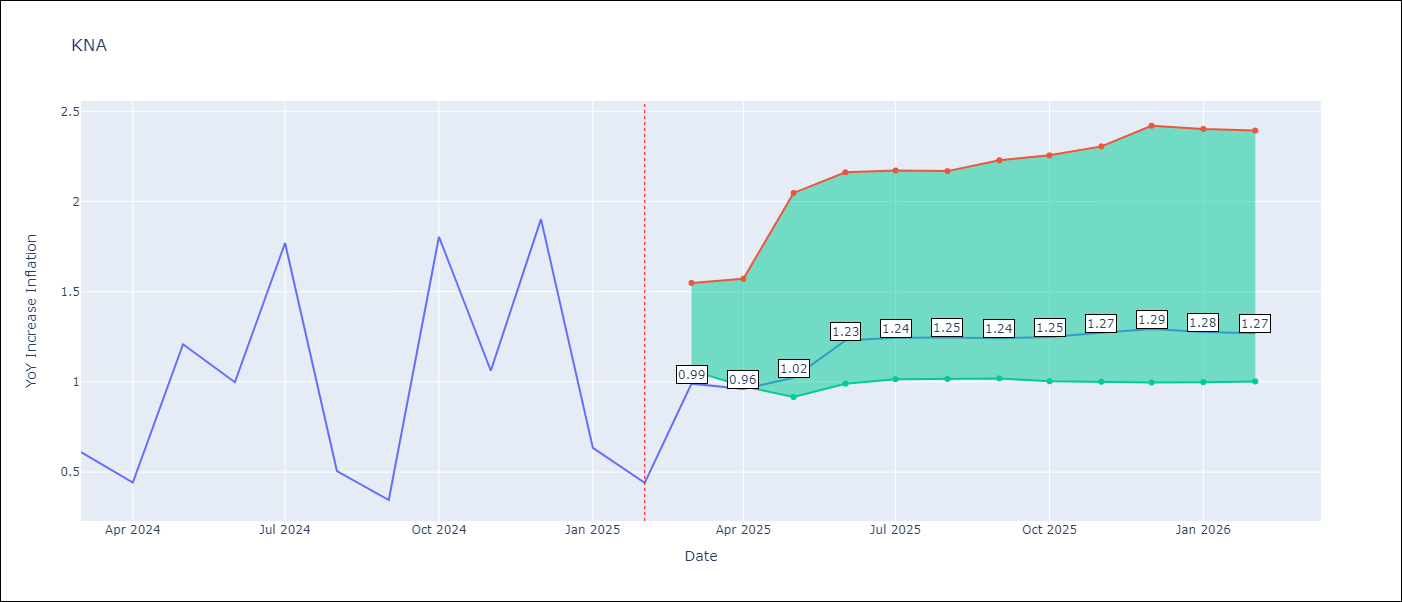 KNA
YoY Increase Inflation
2.5
2
1.5
1
0.5
0.99
0.96
1.02
1.23
1.24
1.25
1.24
1.25
1.27
1.29
1.28
1.27
Apr 2024
Jul 2024
Oct 2024
Jan 2025
Apr 2025
Jul 2025
Oct 2025
Jan 2026
Date